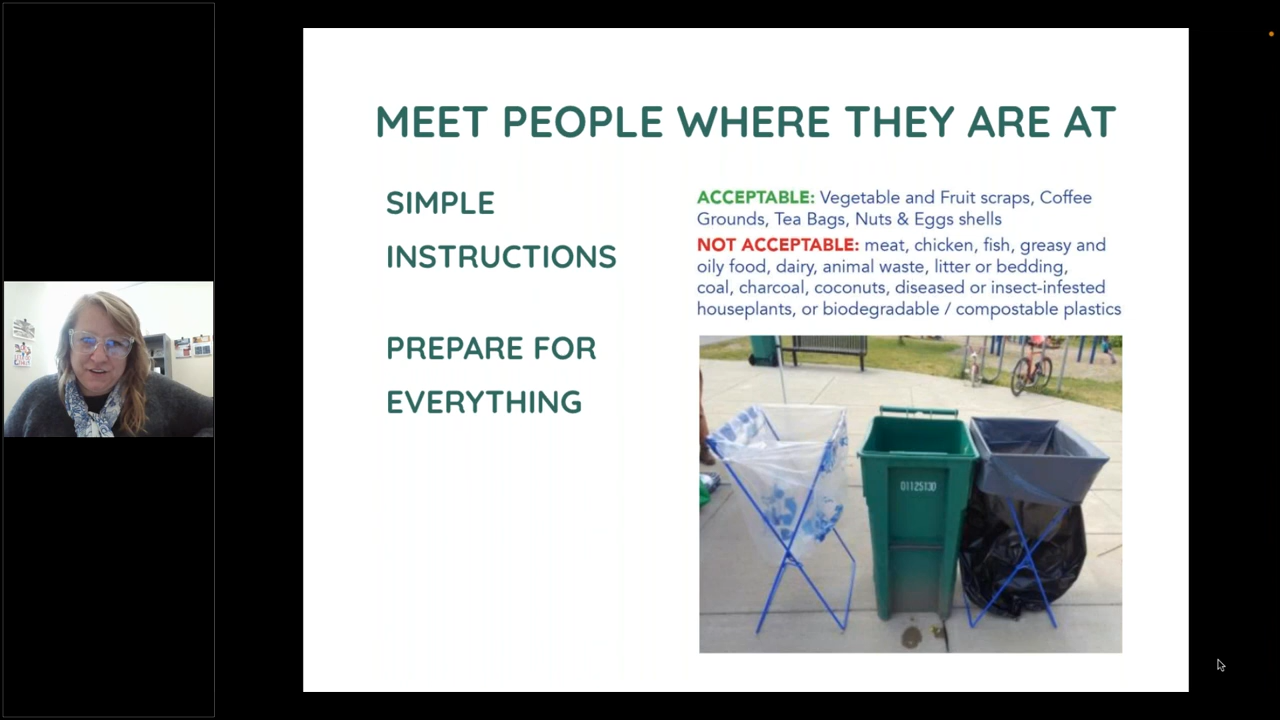 MEET PEOPLE WHERE THEY ARE AT
SIMPLE
INSTRUCTIONS
PREPARE FOR
EVERYTHING
ACCEPTABLE: Vegetable and Fruit scraps, Coffee
Grounds, Tea Bags, Nuts & Eggs shells
NOT ACCEPTABLE: meat, chicken, fish, greasy and
oily food, dairy, animal waste, litter or bedding,
coal, charcoal, coconuts, diseased or insect-infested
houseplants, or biodegradable / compostable plastics
01125130